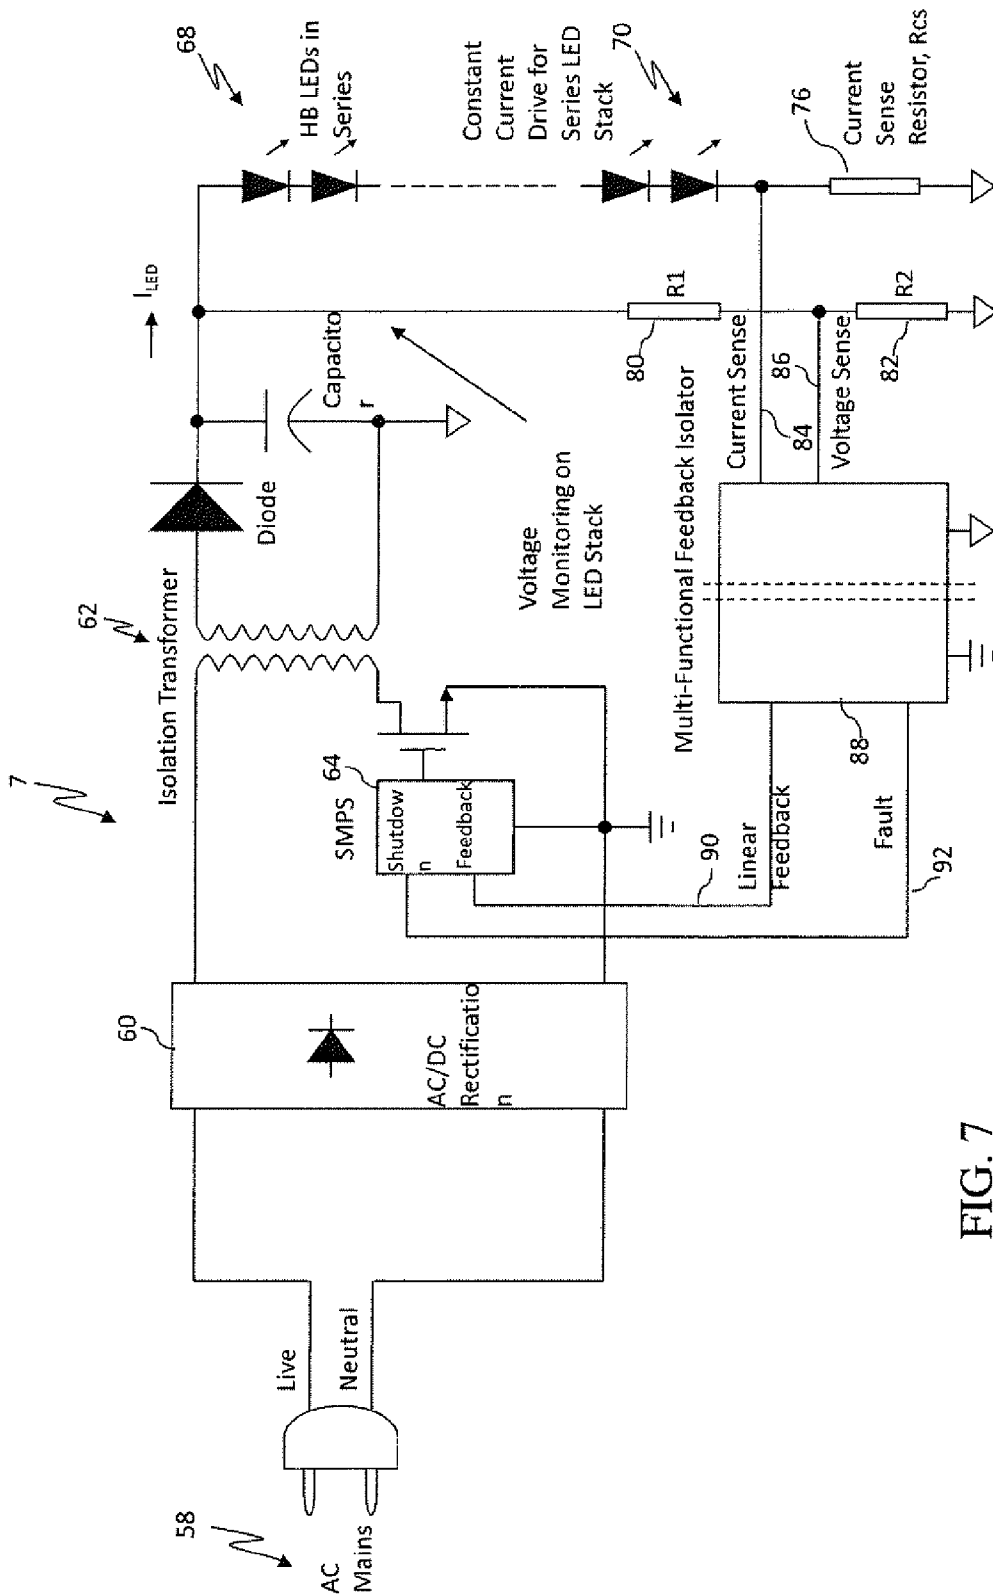 7
Isolation Transformer
62
Diode
Capacito
r
I LED
68
HB LEDs in
Series
Constant
Current
Drive for
Series LED
Stack
70
76
Current
Sense
Resistor, Rcs
58
AC
Mains
Live
Neutral
60
AC/DC
Rectificatio
n
SMPS
64
Shutdow
n
Feedback
Voltage
Monitoring on
LED Stack
80
R1
82
R2
Multi-Functional Feedback Isolator
Current Sense
84
86
Voltage Sense
88
90
Linear
Feedback
Fault
92
FIG. 7